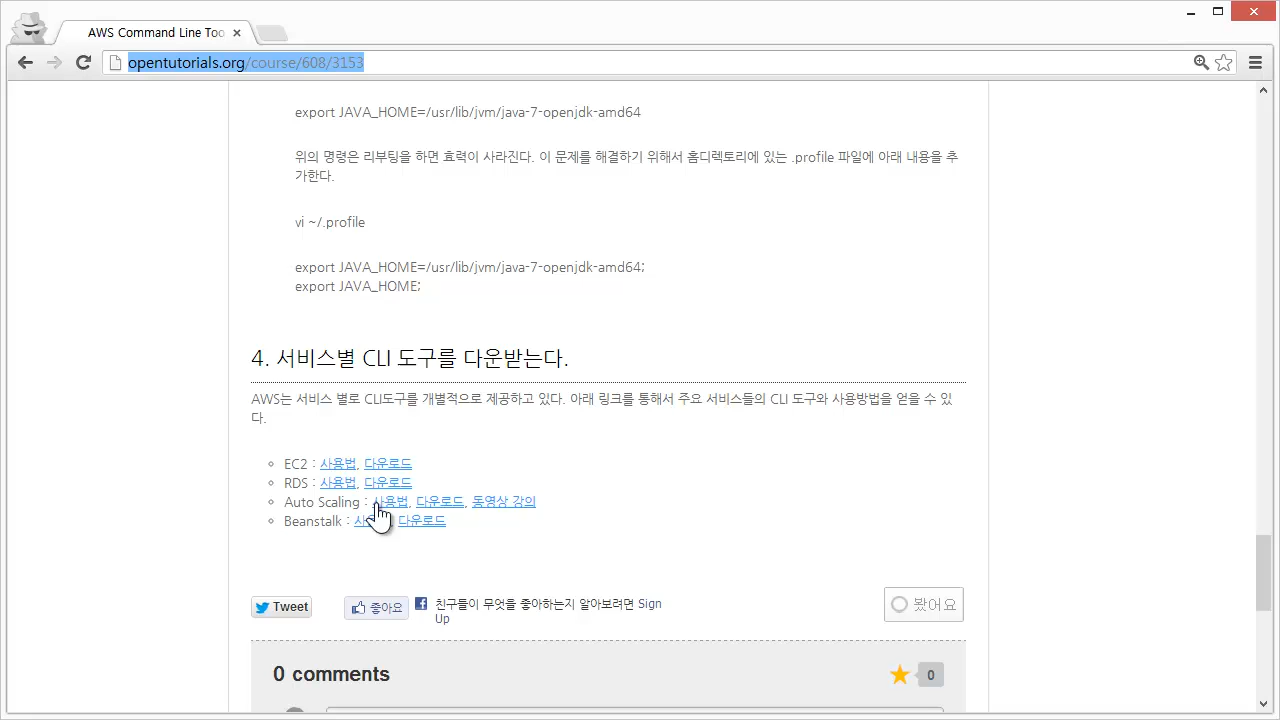 AWS Command Line Too
opentutorials.org/course/608/3153
export JAVA_HOME=/usr/lib/jvm/java-7-openjdk-amd64
위의 명령은 리부팅을 하면 효력이 사라진다. 이 문제를 해결하기 위해서 홈디렉토리에 있는 .profile 파일에 아래 내용을 추
가한다.
vi ~/.profile
export JAVA_HOME=/usr/lib/jvm/java-7-openjdk-amd64;
export JAVA_HOME;
4. 서비스별 CLI 도구를 다운받는다.
AWS는 서비스 별로 CLI도구를 개별적으로 제공하고 있다. 아래 링크를 통해서 주요 서비스들의 CLI 도구와 사용방법을 얻을 수 있
다.
EC2 : 사용법, 다운로드
RDS : 사용법, 다운로드
Auto Scaling : 사용법, 다운로드, 동영상 강의
Beanstalk : 다운로드
Tweet
좋아요
친구들이 무엇을 좋아하는지 알아보려면 Sign
Up
봤어요
0 comments
0